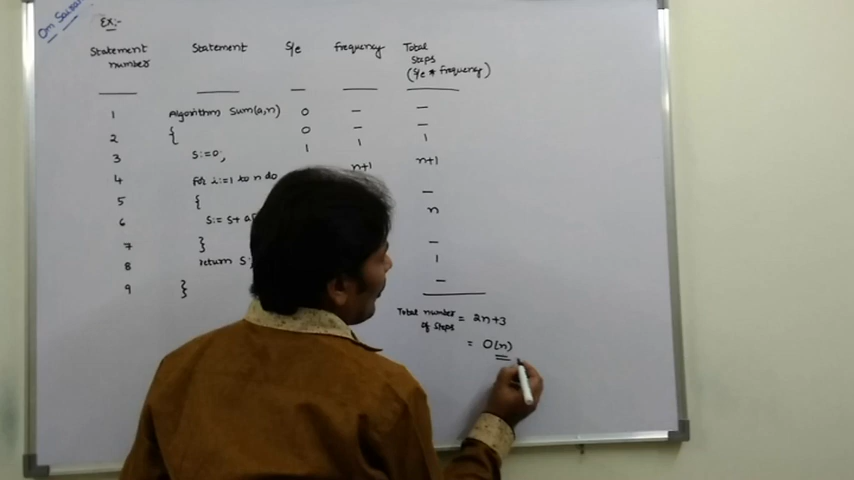 Om Sairam
Ex:-
Statement number Statement S/e frequency Total Steps (S/e * frequency)
1 Algorithm Sum(a,n) 0 – –
2 { 0 – –
3 S:=0; 1 1 1
4 for i:=1 to n do n+1 n+1
5 { –
6 S:= S+ a[ n
7 } –
8 return S; 1
9 } –
Total number of Steps = 2n+3
= O(n)